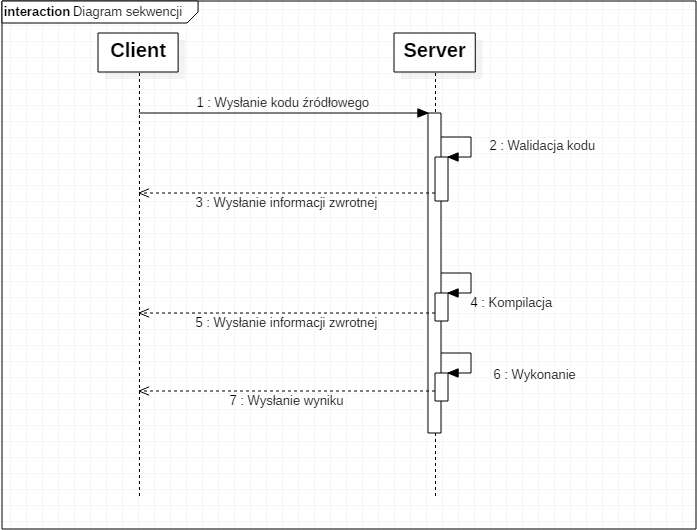 interaction Diagram sekwencji
Client
Server
1 : Wysłanie kodu źródłowego
2 : Walidacja kodu
3 : Wysłanie informacji zwrotnej
4 : Kompilacja
5 : Wysłanie informacji zwrotnej
6 : Wykonanie
7 : Wysłanie wyniku